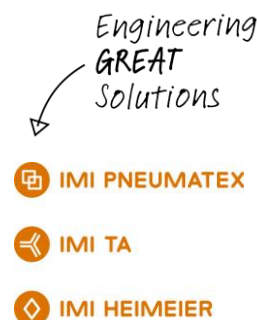 Engineering
GREAT
Solutions
IMI PNEUMATEX
IMI TA
IMI HEIMEIER